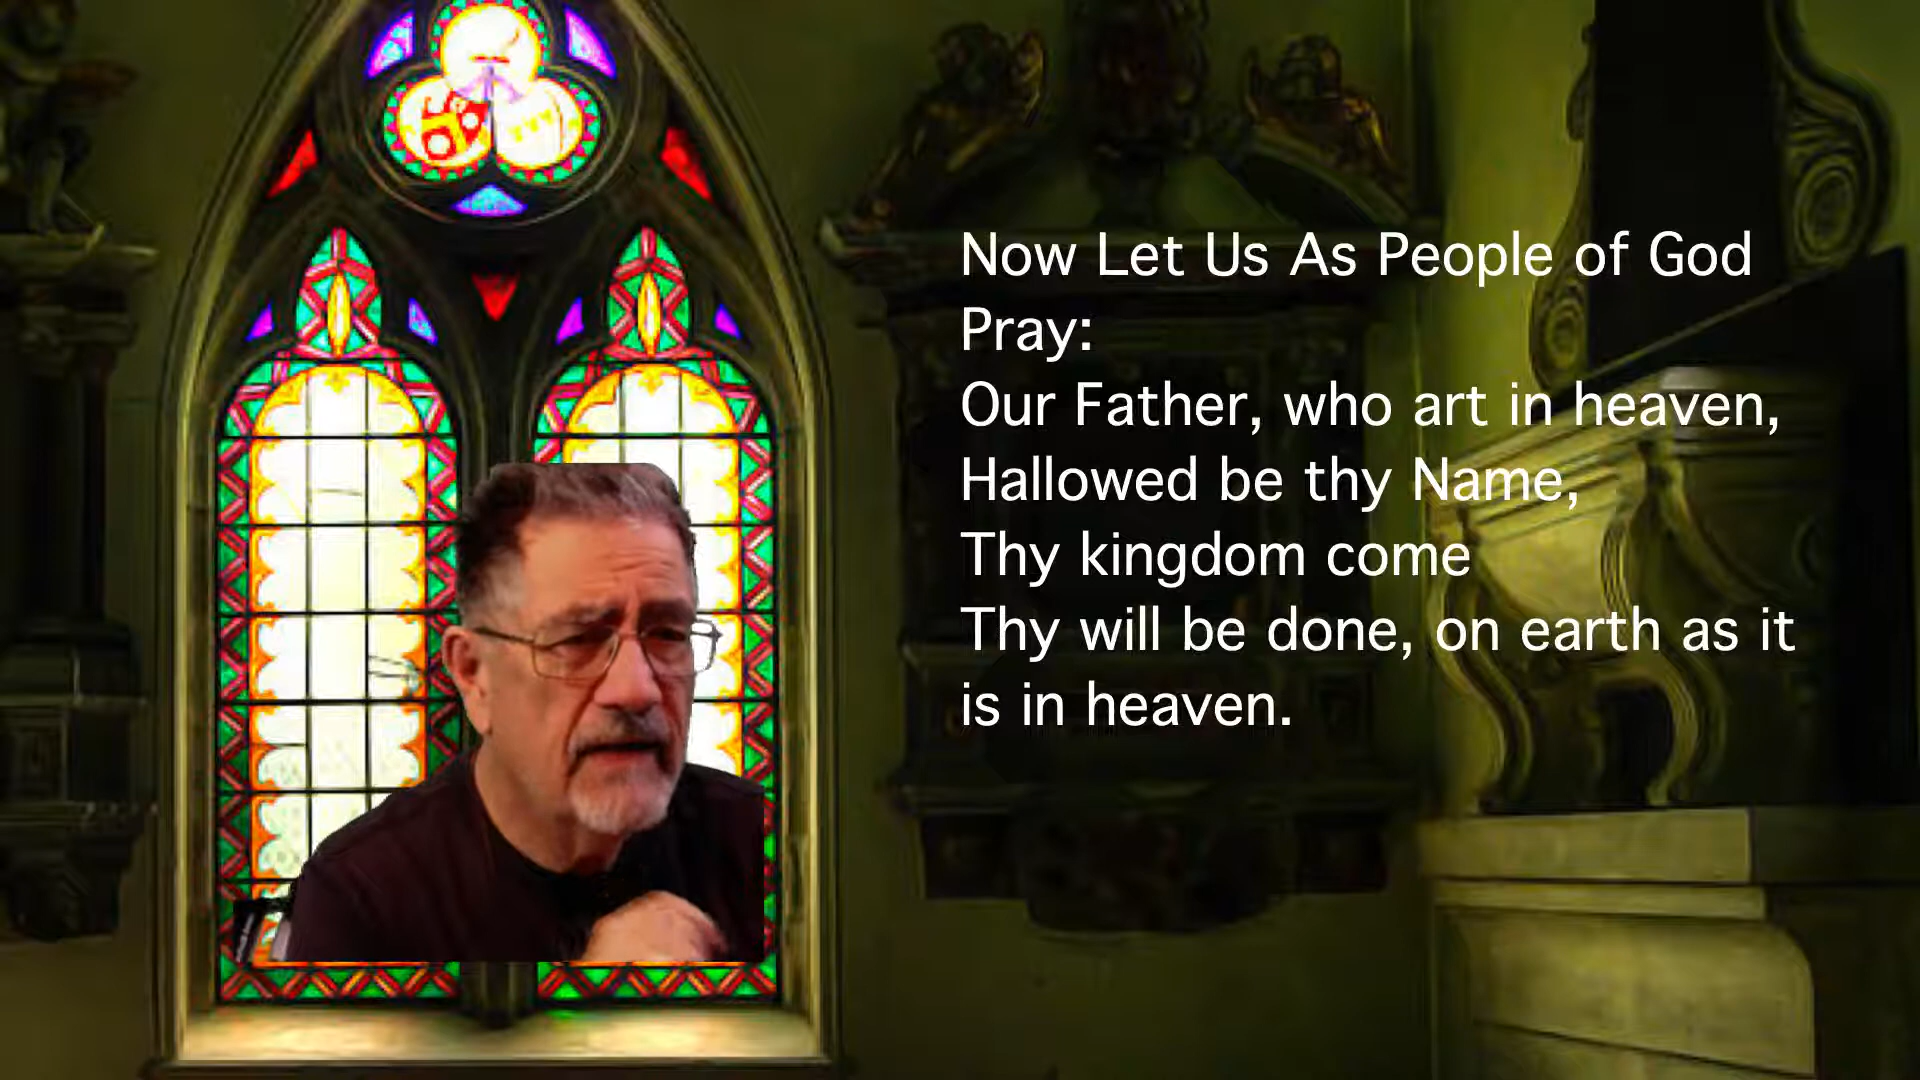 Now Let Us As People of God
Pray:
Our Father, who art in heaven,
Hallowed be thy Name,
Thy kingdom come
Thy will be done, on earth as it
is in heaven.